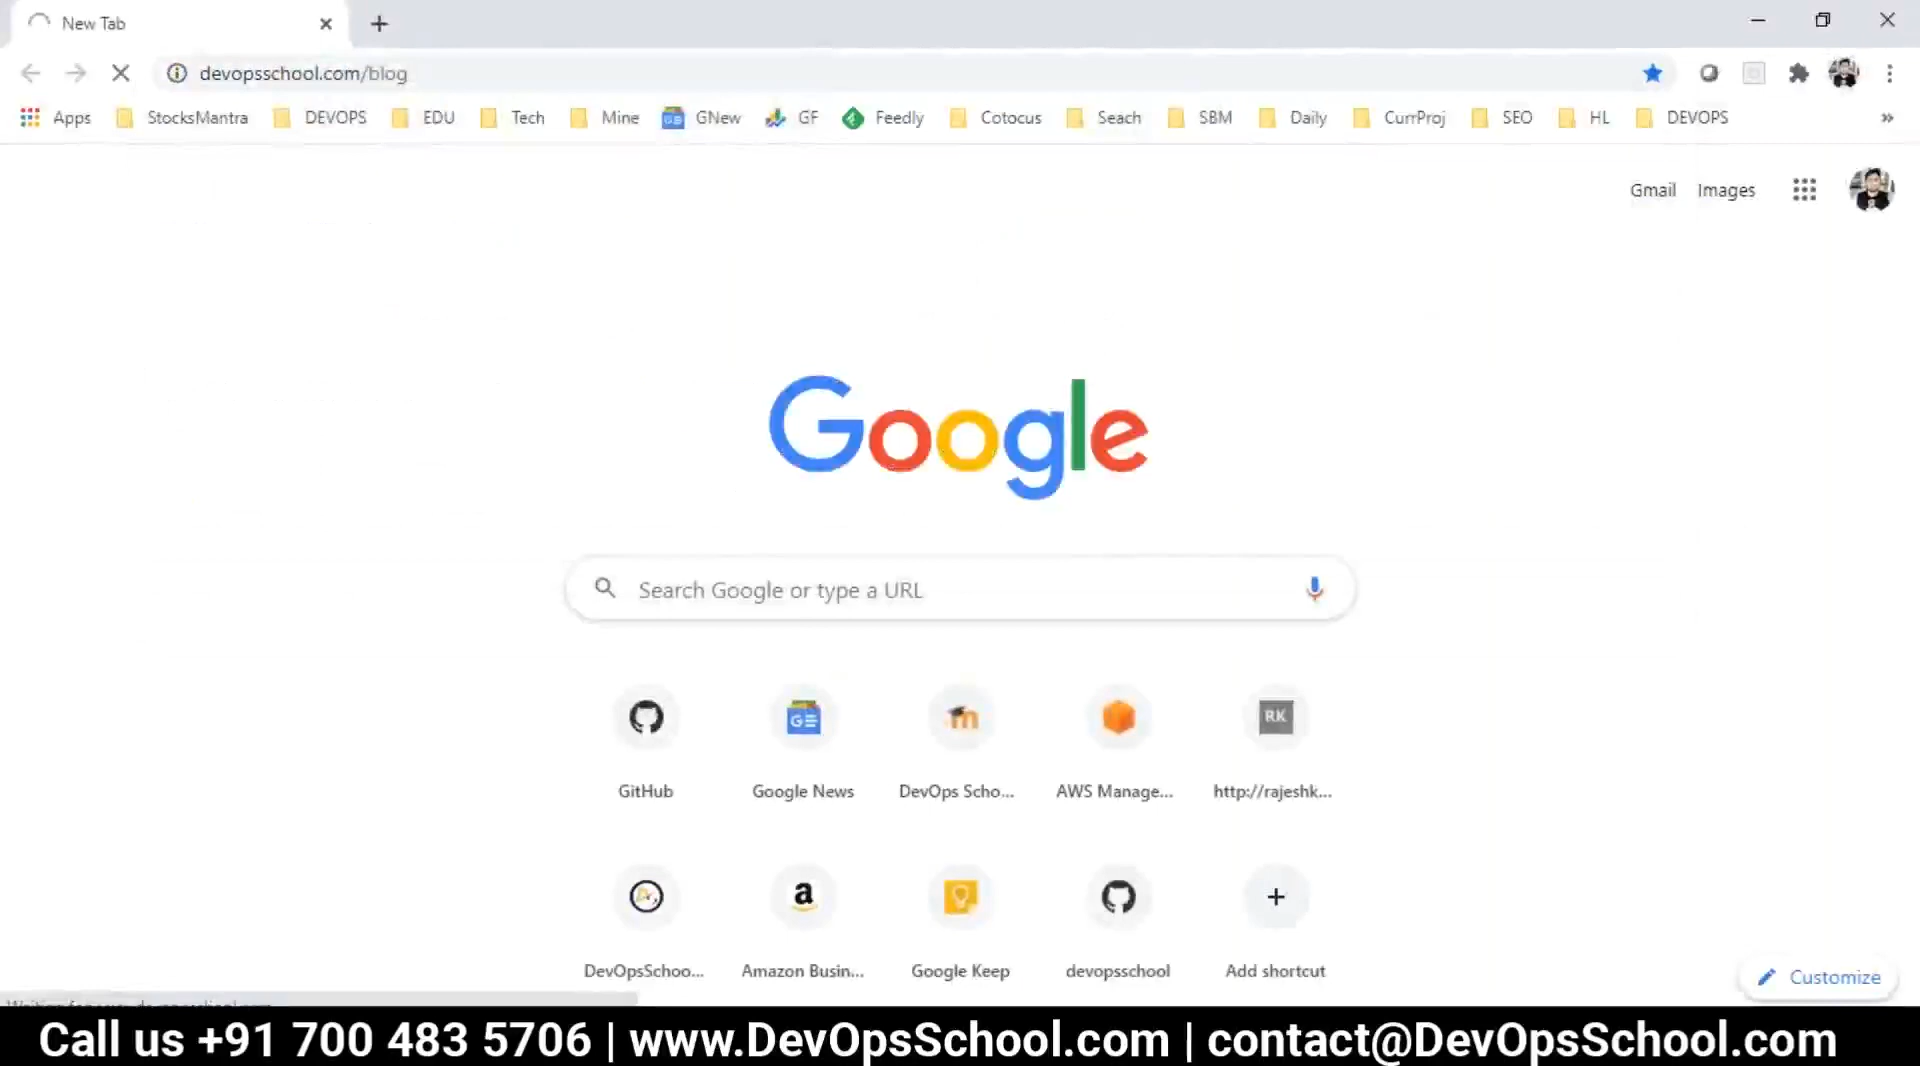 New Tab
devopsschool.com/blog
Apps StocksMantra DEVOPS EDU Tech Mine GNew GF Feedly Cotocus Seach SBM Daily CurrProj SEO HL DEVOPS »
Gmail Images
Google
Search Google or type a URL
RK
GitHub Google News DevOps Scho... AWS Manage... http://rajeshk...
DevOpsSchoo... Amazon Busin... Google Keep devopsschool Add shortcut
Customize
Call us +91 700 483 5706 | www.DevOpsSchool.com | contact@DevOpsSchool.com